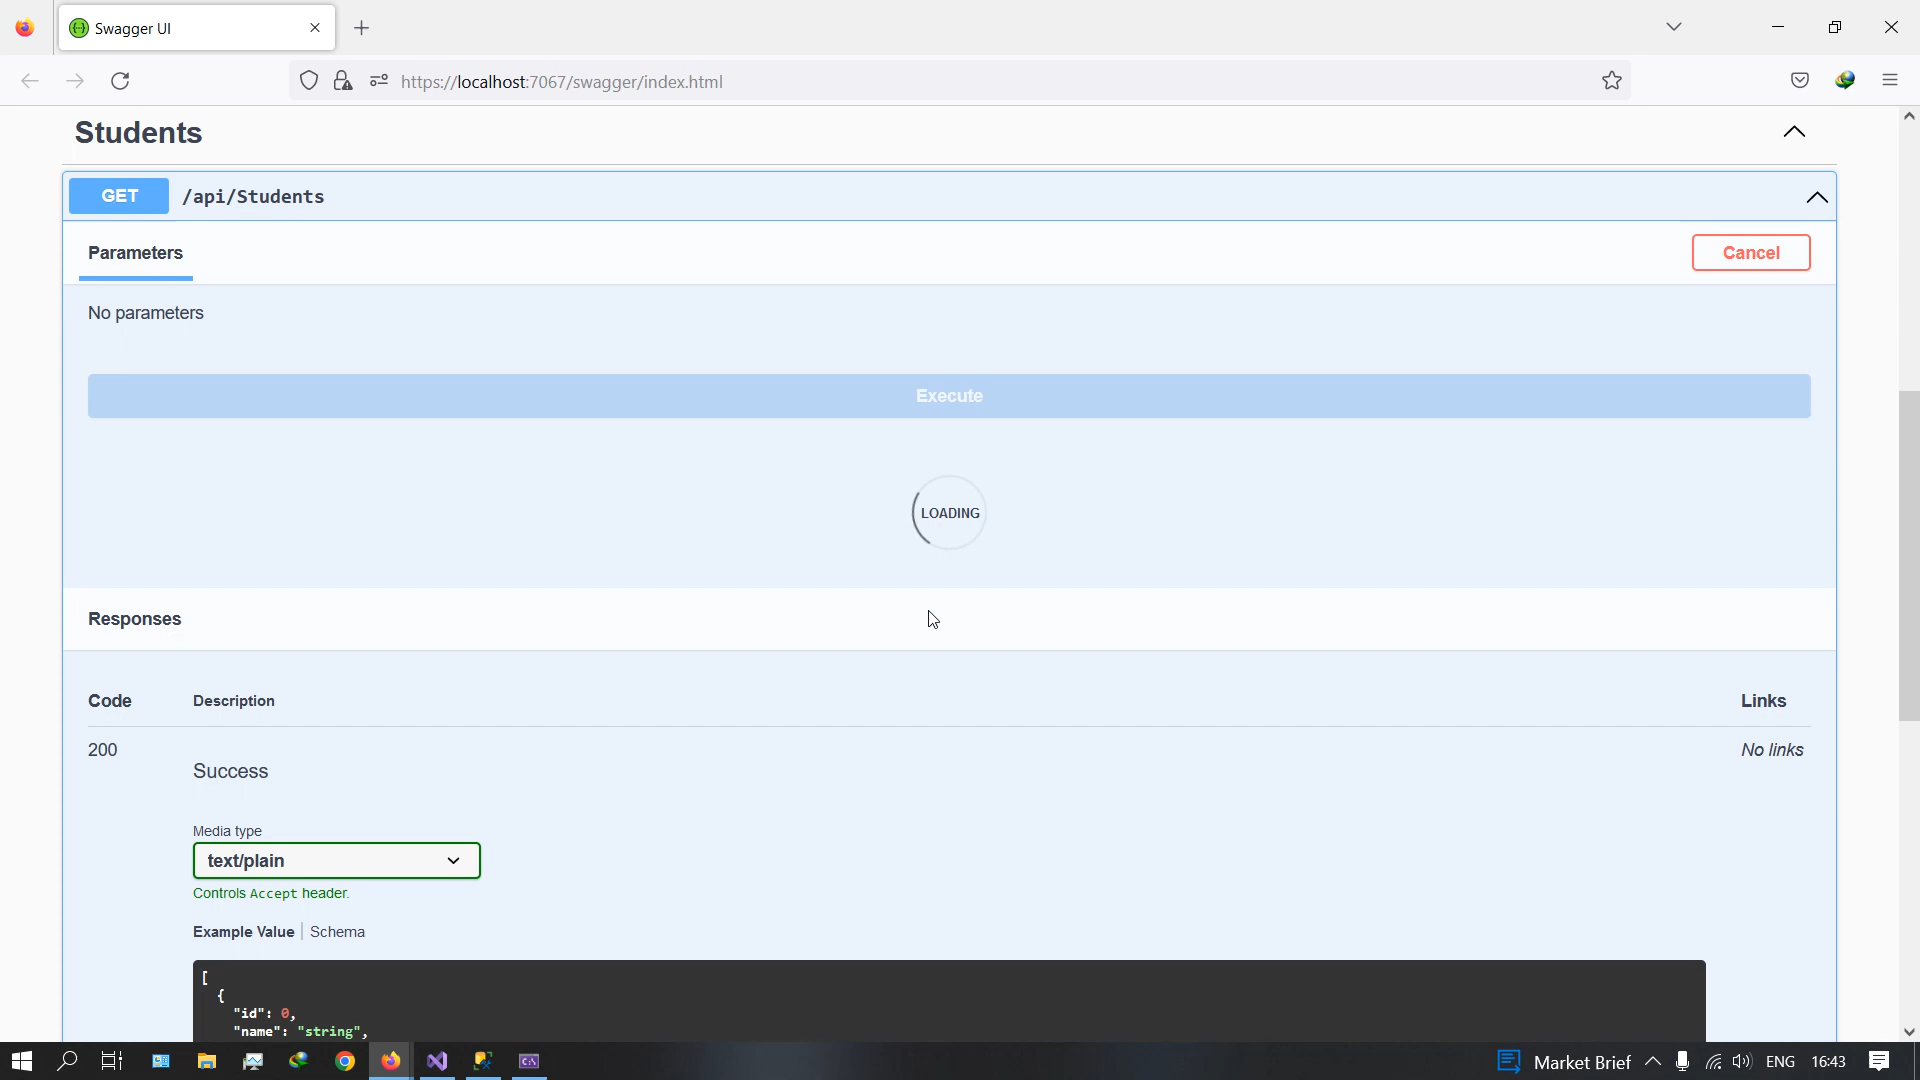 Swagger UI
https://localhost:7067/swagger/index.html
Students
GET /api/Students
Parameters
Cancel
No parameters
Execute
LOADING
Responses
Code Description Links
200 No links
Success
Media type
text/plain
Controls Accept header.
Example Value | Schema
[
{
"id": 0,
"name": "string",
Market Brief ENG 16:43